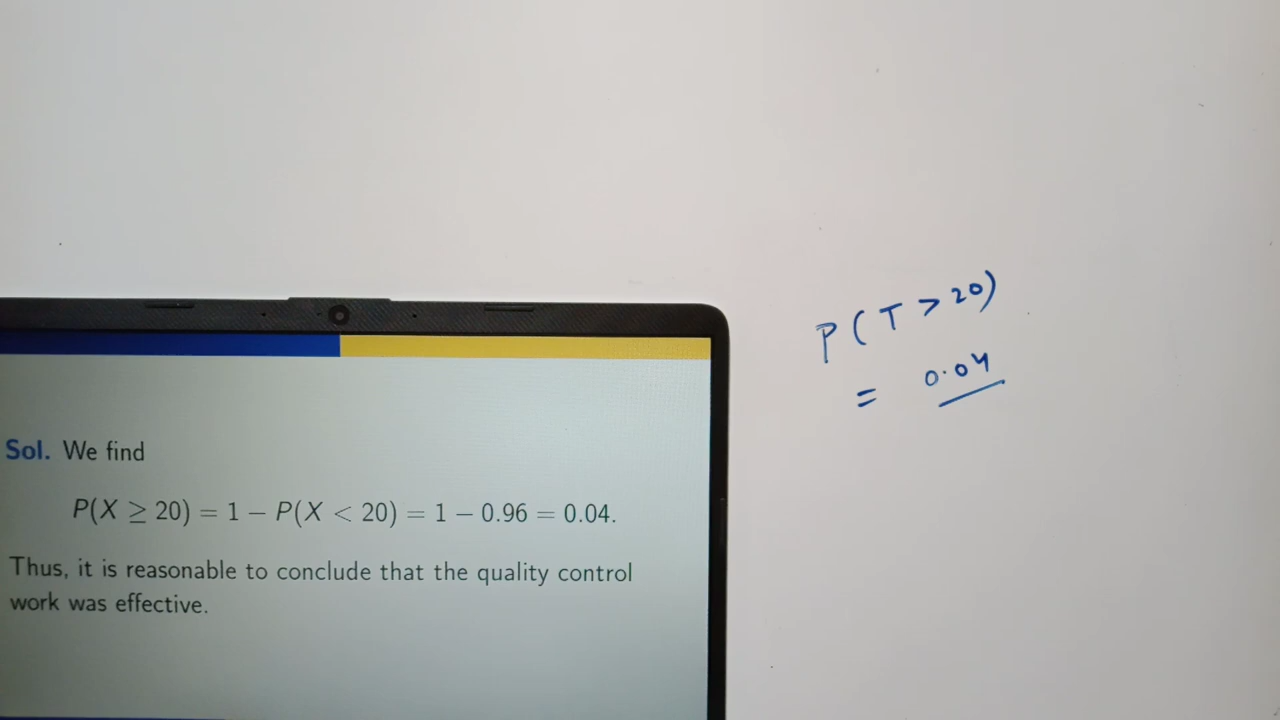 Sol. We find
P(X ≥ 20) = 1 − P(X < 20) = 1 − 0.96 = 0.04.
Thus, it is reasonable to conclude that the quality control
work was effective.
P(T > 20)
= 0.04